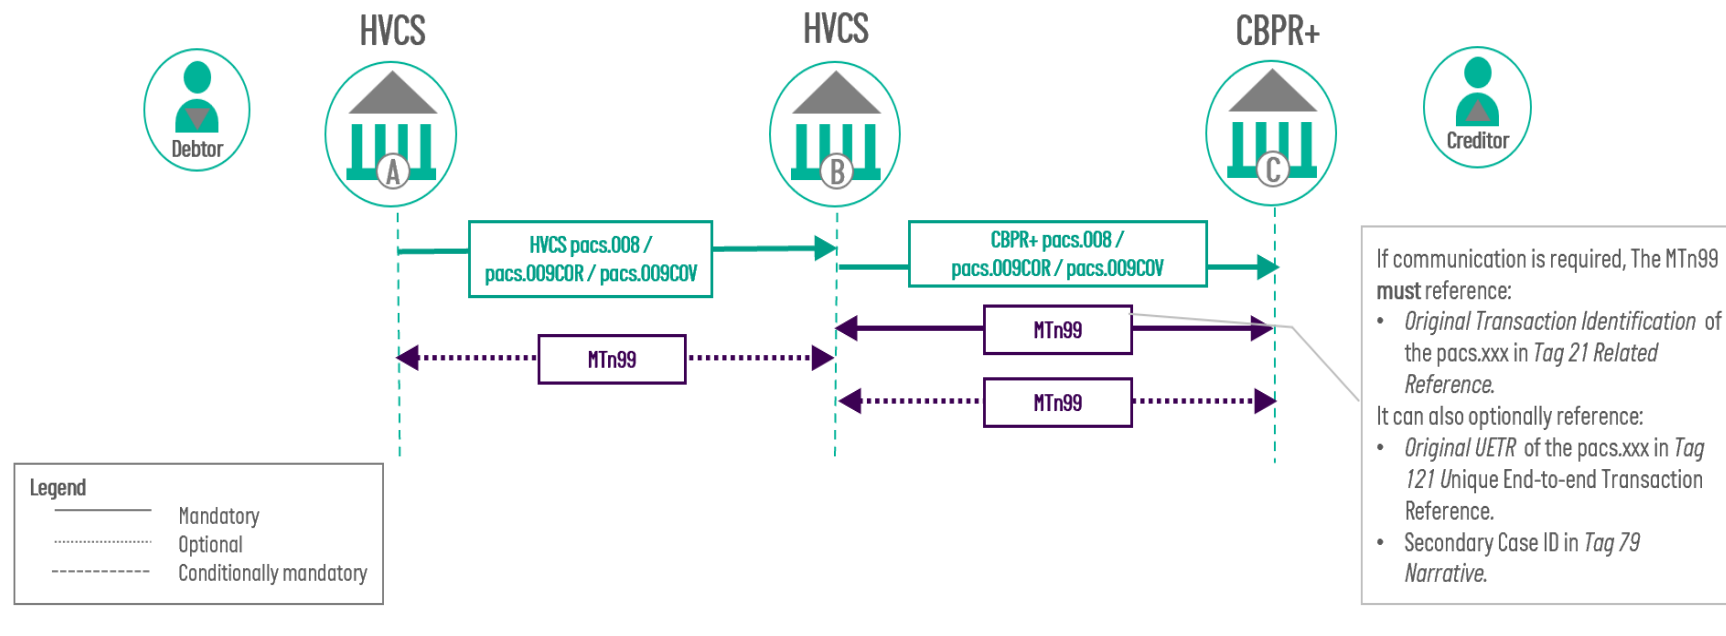 HVCS
HVCS
CBPR+
Debtor
A
B
C
Creditor
HVCS pacs.008 /
pacs.009COR / pacs.009COV
CBPR+ pacs.008 /
pacs.009COR / pacs.009COV
MTn99
MTn99
MTn99
If communication is required, The MTn99
must reference:
• Original Transaction Identification of
the pacs.xxx in Tag 21 Related
Reference.
It can also optionally reference:
• Original UETR of the pacs.xxx in Tag
121 Unique End-to-end Transaction
Reference.
• Secondary Case ID in Tag 79
Narrative.
Legend
Mandatory
Optional
Conditionally mandatory